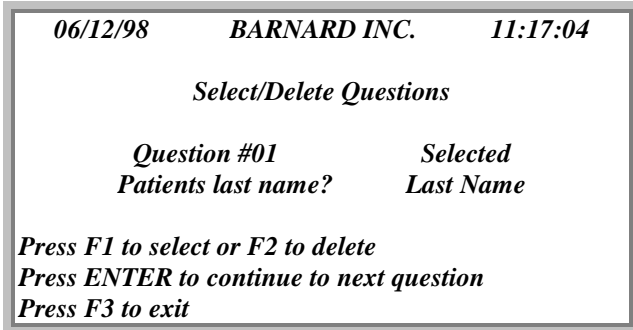 06/12/98 BARNARD INC. 11:17:04
Select/Delete Questions
Question #01 Selected
Patients last name? Last Name
Press F1 to select or F2 to delete
Press ENTER to continue to next question
Press F3 to exit